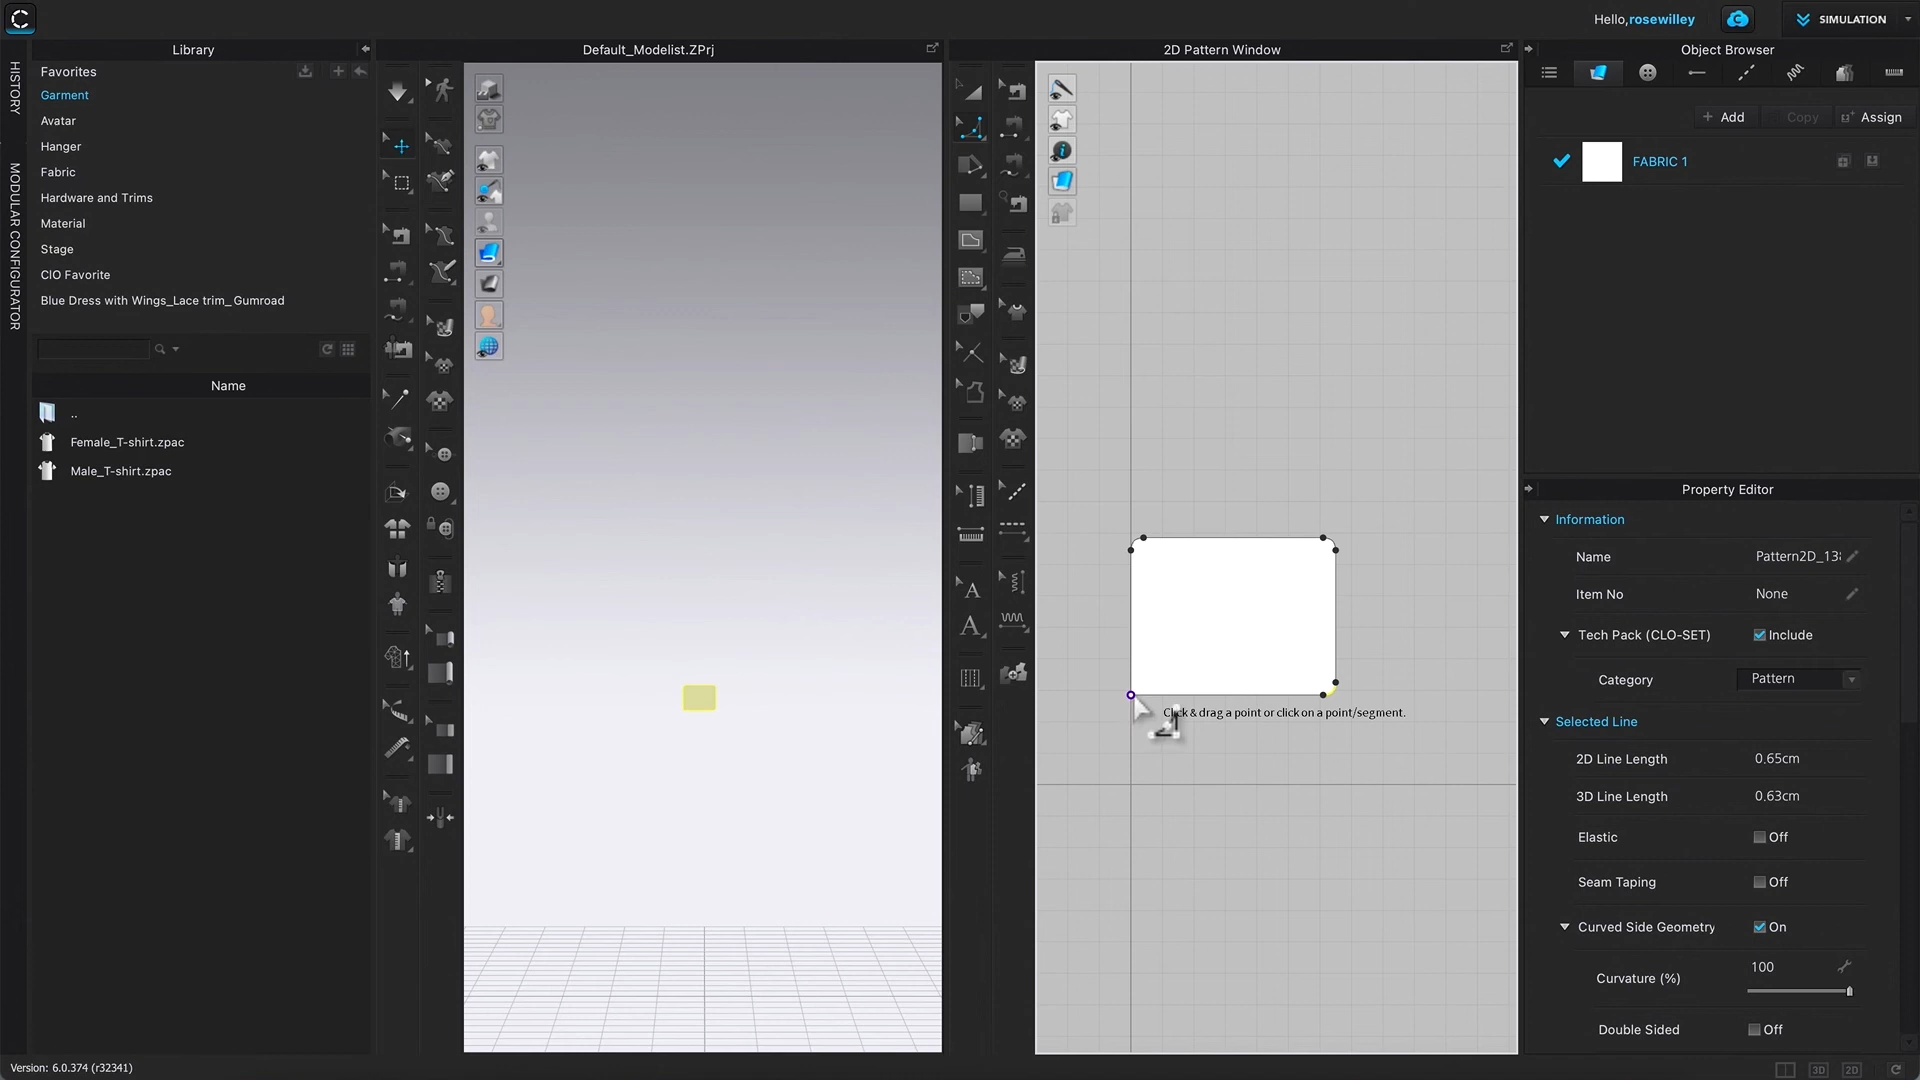 Hello,rosewilley
SIMULATION
Library
Default_Modelist.ZPrj
2D Pattern Window
Object Browser
HISTORY
MODULAR CONFIGURATOR
Favorites
Garment
Avatar
Hanger
Fabric
Hardware and Trims
Material
Stage
ClO Favorite
Blue Dress with Wings_Lace trim_Gumroad
Name
..
Female_T-shirt.zpac
Male_T-shirt.zpac
Click & drag a point or click on a point/segment.
Add
Copy
Assign
FABRIC 1
Property Editor
Information
Name Pattern2D_13
Item No None
Tech Pack (CLO-SET) Include
Category Pattern
Selected Line
2D Line Length 0.65cm
3D Line Length 0.63cm
Elastic Off
Seam Taping Off
Curved Side Geometry On
Curvature (%) 100
Double Sided Off
Version: 6.0.374 (r32341)
3D
2D